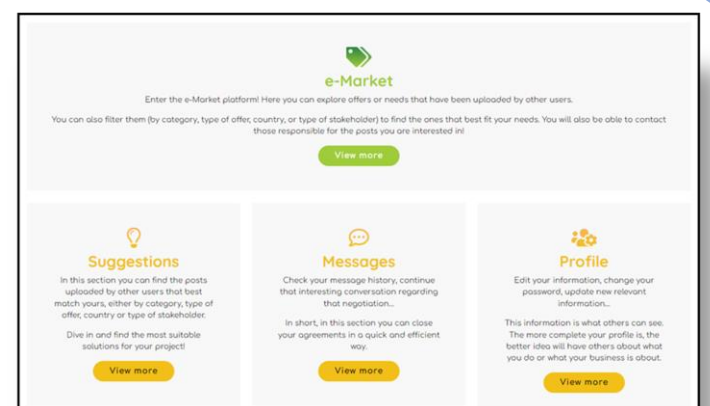 e-Market
Enter the e-Market platform! Here you can explore offers or needs that have been uploaded by other users.
You can also filter them (by category, type of offer, country, or type of stakeholder) to find the ones that best fit your needs. You will also be able to contact
those responsible for the posts you are interested in!
View more
Suggestions
In this section you can find the posts
uploaded by other users that best
match yours, either by category, type of
offer, country or type of stakeholder.
Dive in and find the most suitable
solutions for your project!
View more
Messages
Check your message history, continue
that interesting conversation regarding
that negotiation...
In short, in this section you can close
your agreements in a quick and efficient
way.
View more
Profile
Edit your information, change your
password, update new relevant
information...
This information is what others can see.
The more complete your profile is, the
better idea will have others about what
you do or what your business is about.
View more